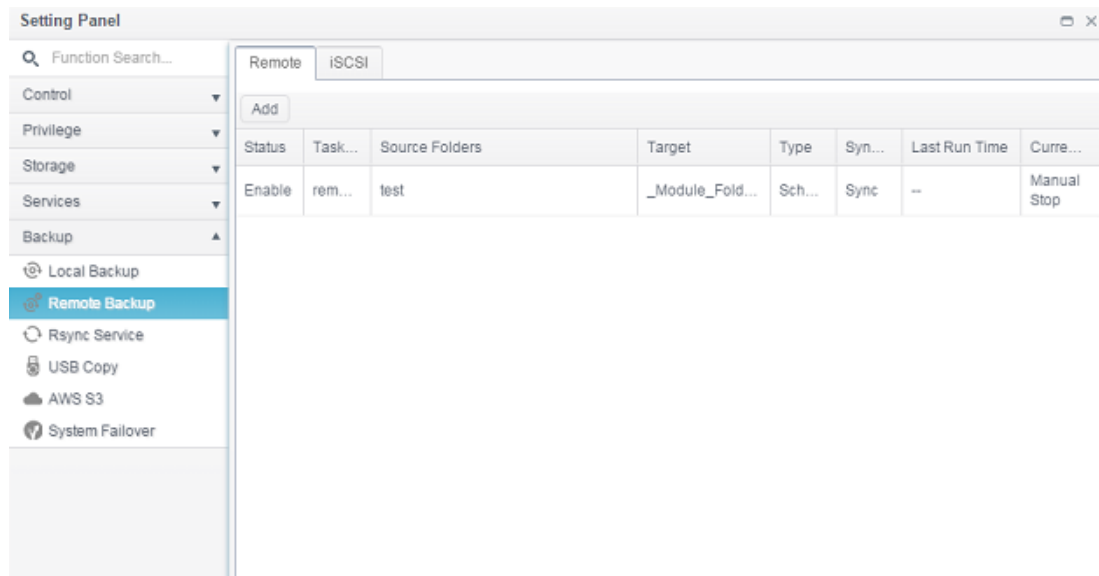 Setting Panel
Function Search...
Remote iSCSI
Control
Add
Privilege
Status Task... Source Folders Target Type Syn... Last Run Time Curre...
Storage
Enable rem... test _Module_Fold... Sch... Sync -- Manual Stop
Services
Backup
Local Backup
Remote Backup
Rsync Service
USB Copy
AWS S3
System Failover